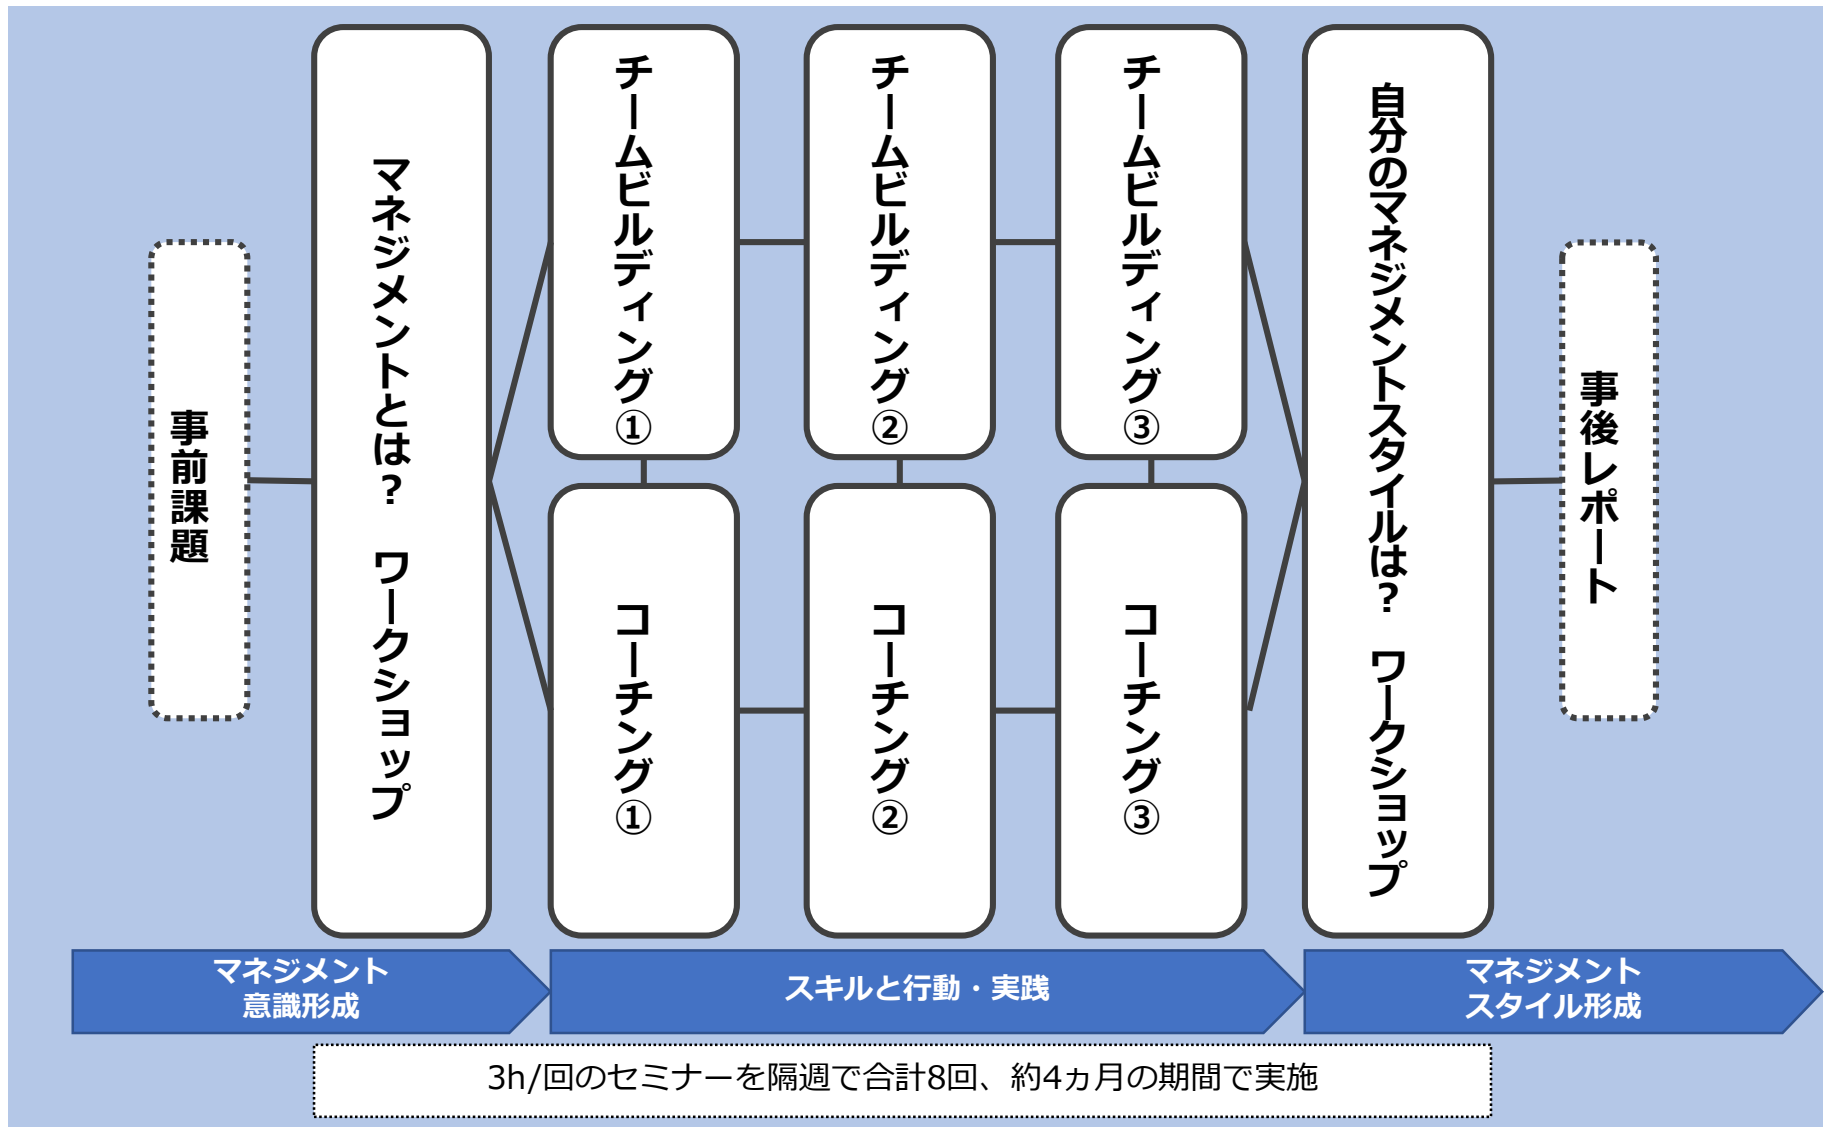 事前課題
マネジメントとは？　ワークショップ
チームビルディング①
コーチング①
チームビルディング②
コーチング②
チームビルディング③
コーチング③
自分のマネジメントスタイルは？　ワークショップ
事後レポート
マネジメント
意識形成
スキルと行動・実践
マネジメント
スタイル形成
3h/回のセミナーを隔週で合計8回、約4ヵ月の期間で実施